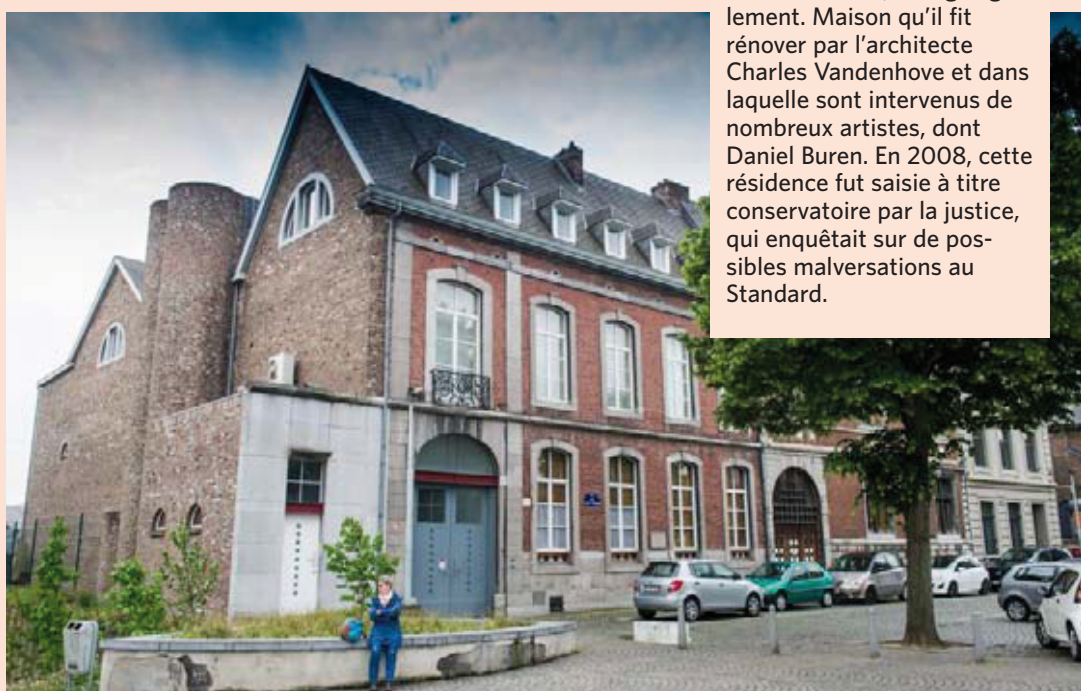 lement. Maison qu'il fit
rénover par l'architecte
Charles Vandenhove et dans
laquelle sont intervenus de
nombreux artistes, dont
Daniel Buren. En 2008, cette
résidence fut saisie à titre
conservatoire par la justice,
qui enquêtait sur de pos-
sibles malversations au
Standard.